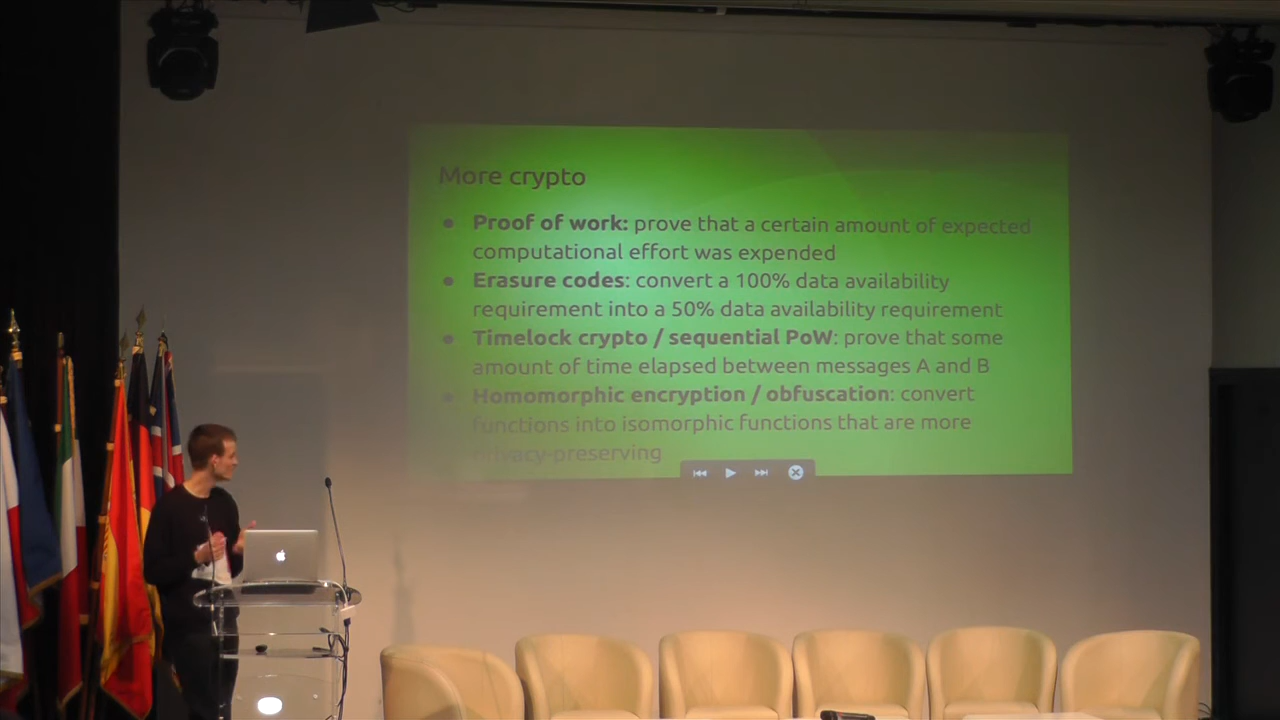 More crypto
● Proof of work: prove that a certain amount of expected
computational effort was expended
● Erasure codes: convert a 100% data availability
requirement into a 50% data availability requirement
● Timelock crypto / sequential PoW: prove that some
amount of time elapsed between messages A and B
● Homomorphic encryption / obfuscation: convert
functions into isomorphic functions that are more
privacy-preserving